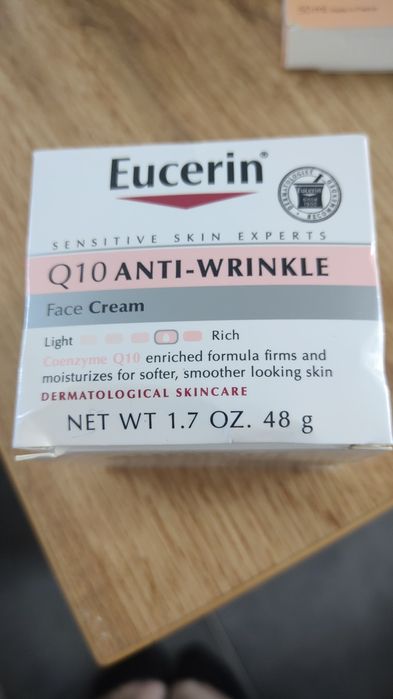 Eucerin®
SENSITIVE SKIN EXPERTS
Q10 ANTI-WRINKLE
Face Cream
Light Rich
Coenzyme Q10 enriched formula firms and
moisturizes for softer, smoother looking skin
DERMATOLOGICAL SKINCARE
NET WT 1.7 OZ. 48 g